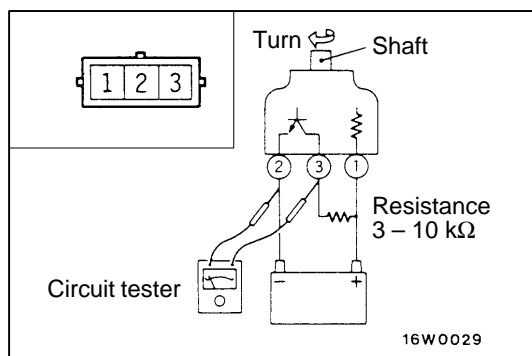 1 2 3
Turn
Shaft
2 3 1
Resistance
3 – 10 kΩ
Circuit tester
– +
16W0029